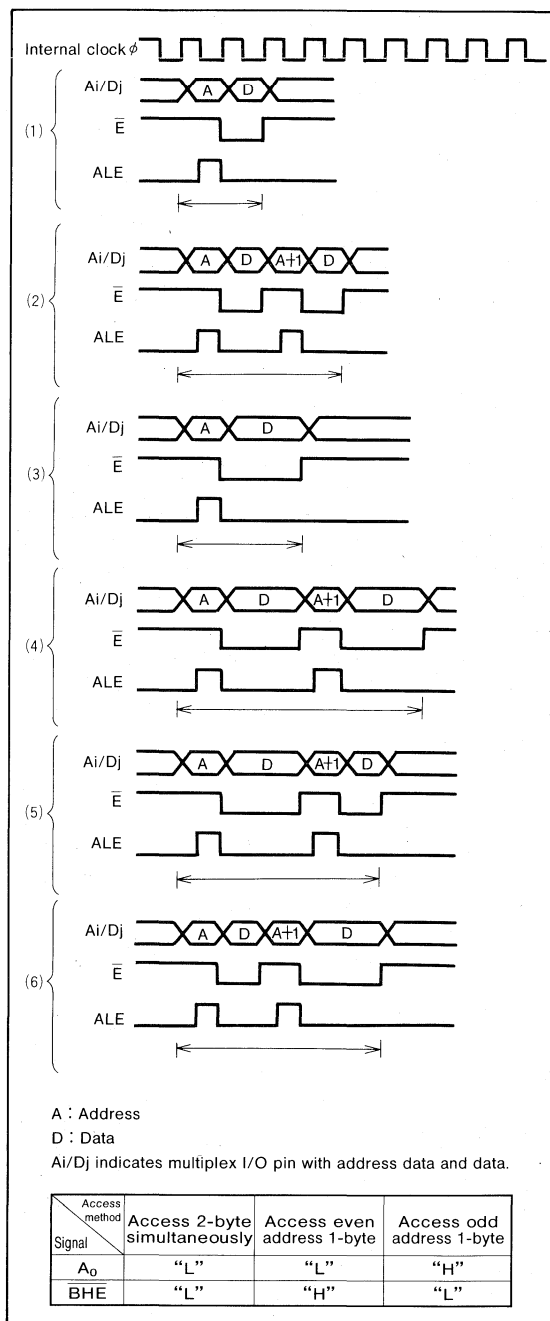 Internal clock ϕ
(1)
Ai/Dj A D
E̅
ALE
(2)
Ai/Dj A D A+1 D
E̅
ALE
(3)
Ai/Dj A D
E̅
ALE
(4)
Ai/Dj A D A+1 D
E̅
ALE
(5)
Ai/Dj A D A+1 D
E̅
ALE
(6)
Ai/Dj A D A+1 D
E̅
ALE
A : Address
D : Data
Ai/Dj indicates multiplex I/O pin with address data and data.
Access method
Signal
Access 2-byte simultaneously
Access even address 1-byte
Access odd address 1-byte
A₀ “L” “L” “H”
B̅H̅E̅ “L” “H” “L”